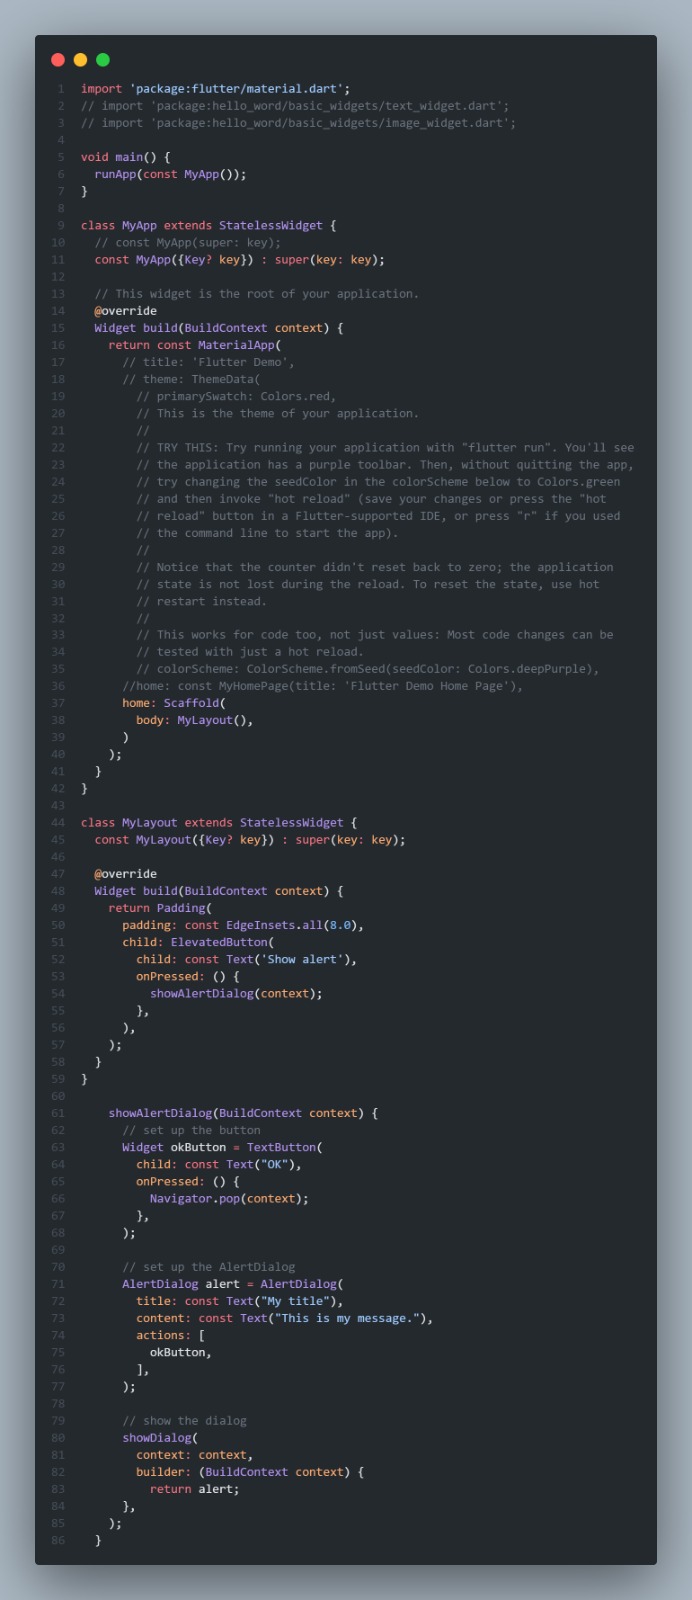 1 import 'package:flutter/material.dart';
2 // import 'package:hello_word/basic_widgets/text_widget.dart';
3 // import 'package:hello_word/basic_widgets/image_widget.dart';
4
5 void main() {
6   runApp(const MyApp());
7 }
8
9 class MyApp extends StatelessWidget {
10   // const MyApp(super: key);
11   const MyApp({Key? key}) : super(key: key);
12
13   // This widget is the root of your application.
14   @override
15   Widget build(BuildContext context) {
16     return const MaterialApp(
17       // title: 'Flutter Demo',
18       // theme: ThemeData(
19         // primarySwatch: Colors.red,
20         // This is the theme of your application.
21         //
22         // TRY THIS: Try running your application with "flutter run". You'll see
23         // the application has a purple toolbar. Then, without quitting the app,
24         // try changing the seedColor in the colorScheme below to Colors.green
25         // and then invoke "hot reload" (save your changes or press the "hot
26         // reload" button in a Flutter-supported IDE, or press "r" if you used
27         // the command line to start the app).
28         //
29         // Notice that the counter didn't reset back to zero; the application
30         // state is not lost during the reload. To reset the state, use hot
31         // restart instead.
32         //
33         // This works for code too, not just values: Most code changes can be
34         // tested with just a hot reload.
35         // colorScheme: ColorScheme.fromSeed(seedColor: Colors.deepPurple),
36       //home: const MyHomePage(title: 'Flutter Demo Home Page'),
37       home: Scaffold(
38         body: MyLayout(),
39       )
40     );
41   }
42 }
43
44 class MyLayout extends StatelessWidget {
45   const MyLayout({Key? key}) : super(key: key);
46
47   @override
48   Widget build(BuildContext context) {
49     return Padding(
50       padding: const EdgeInsets.all(8.0),
51       child: ElevatedButton(
52         child: const Text('Show alert'),
53         onPressed: () {
54           showAlertDialog(context);
55         },
56       ),
57     );
58   }
59 }
60
61     showAlertDialog(BuildContext context) {
62       // set up the button
63       Widget okButton = TextButton(
64         child: const Text("OK"),
65         onPressed: () {
66           Navigator.pop(context);
67         },
68       );
69
70       // set up the AlertDialog
71       AlertDialog alert = AlertDialog(
72         title: const Text("My title"),
73         content: const Text("This is my message."),
74         actions: [
75           okButton,
76         ],
77       );
78
79       // show the dialog
80       showDialog(
81         context: context,
82         builder: (BuildContext context) {
83           return alert;
84       },
85     );
86   }